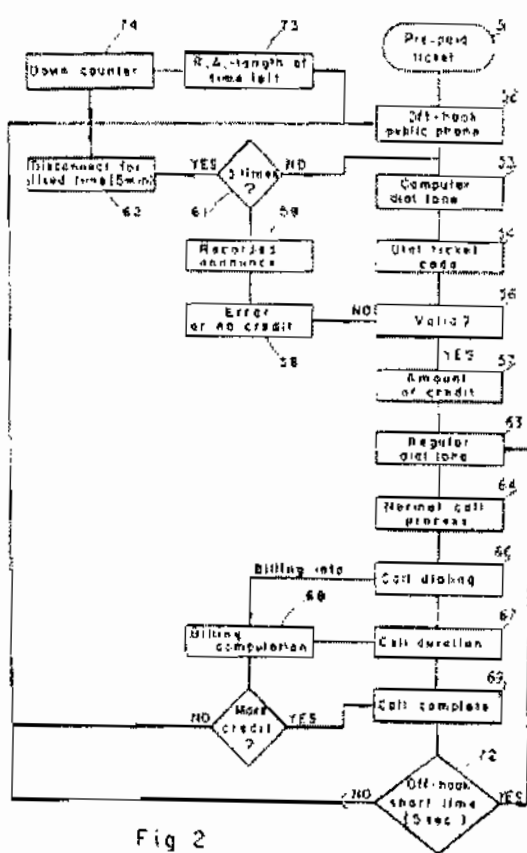 74
73
51
Pre-paid
ticket
Down counter
R.A.-length of
time left
52
Off-hook
public phone
Disconnect for
fixed time (5min)
62
YES
3 times
?
NO
61
53
Computer
dial tone
59
Recorded
announce
54
Dial ticket
code
56
Error
or no credit
58
NO
Valid?
YES
57
Amount
of credit
63
Regular
dial tone
64
Normal call
process
66
Call dialing
Billing info
68
Billing
computation
67
Call duration
69
Call complete
NO
More
credit
?
YES
72
NO
Off-hook
short time
(5 sec.)
YES
Fig 2